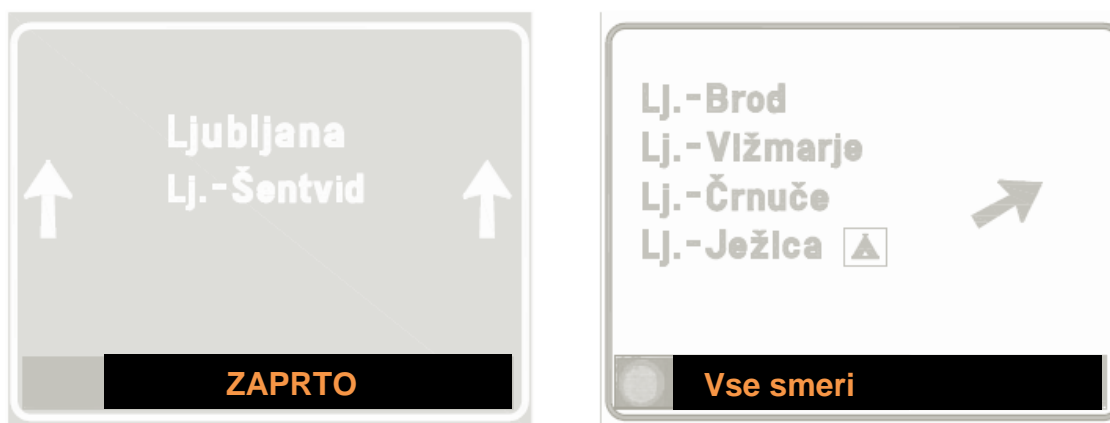 Ljubljana
Lj.-Šentvid
ZAPRTO
Lj.-Brod
Lj.-Vižmarje
Lj.-Črnuče
Lj.-Ježica
Vse smeri